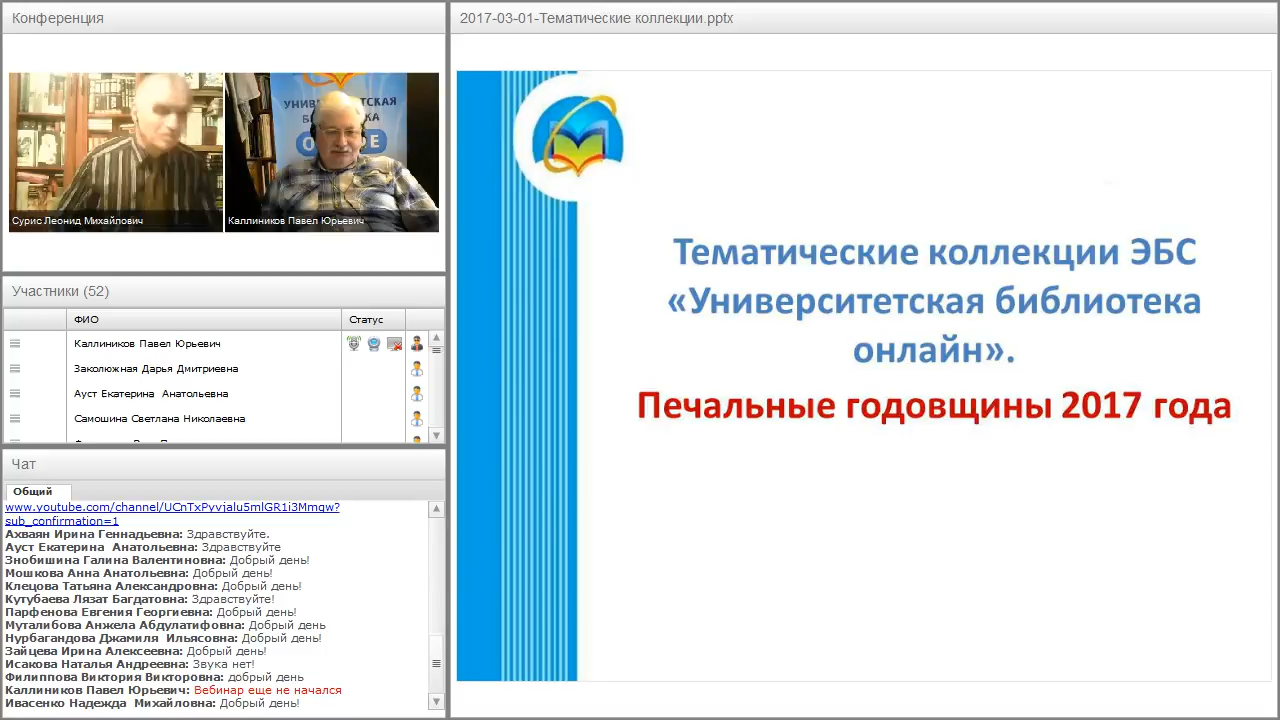 Конференция
УНИВЕРСИТЕТСКАЯ
Сурис Леонид Михайлович
Каллиников Павел Юрьевич
Участники (52)
ФИО
Статус
Каллиников Павел Юрьевич
Заколюжная Дарья Дмитриевна
Ауст Екатерина Анатольевна
Самошина Светлана Николаевна
Чат
Общий
www.youtube.com/channel/UCnTxPyvjalu5mlGR1i3Mmqw?
sub_confirmation=1
Ахваян Ирина Геннадьевна: Здравствуйте.
Ауст Екатерина Анатольевна: Здравствуйте
Знобишина Галина Валентиновна: Добрый день!
Мошкова Анна Анатольевна: Добрый день!
Клецова Татьяна Александровна: Добрый день!
Кутубаева Лязат Багдатовна: Здравствуйте!
Парфенова Евгения Георгиевна: Добрый день!
Муталибова Анжела Абдулатифовна: Добрый день
Нурбагандова Джамиля Ильясовна: Добрый день!
Зайцева Ирина Алексеевна: Добрый день!
Исакова Наталья Андреевна: Звука нет!
Филиппова Виктория Викторовна: добрый день
Каллиников Павел Юрьевич: Вебинар еще не начался
Ивасенко Надежда Михайловна: Добрый день!
2017-03-01-Тематические коллекции.pptx
Тематические коллекции ЭБС
«Университетская библиотека
онлайн».
Печальные годовщины 2017 года